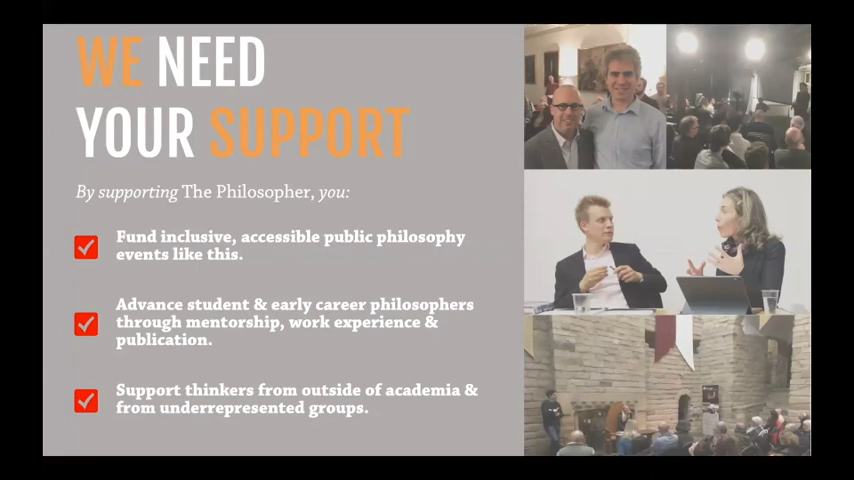 WE NEED
YOUR SUPPORT
By supporting The Philosopher, you:
Fund inclusive, accessible public philosophy
events like this.
Advance student & early career philosophers
through mentorship, work experience &
publication.
Support thinkers from outside of academia &
from underrepresented groups.